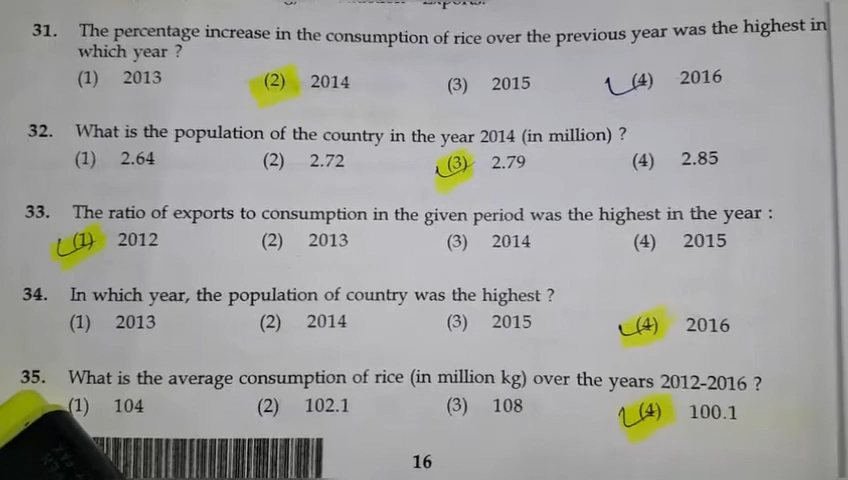 31. The percentage increase in the consumption of rice over the previous year was the highest in
which year ?
(1) 2013 (2) 2014 (3) 2015 (4) 2016
32. What is the population of the country in the year 2014 (in million) ?
(1) 2.64 (2) 2.72 (3) 2.79 (4) 2.85
33. The ratio of exports to consumption in the given period was the highest in the year :
(1) 2012 (2) 2013 (3) 2014 (4) 2015
34. In which year, the population of country was the highest ?
(1) 2013 (2) 2014 (3) 2015 (4) 2016
35. What is the average consumption of rice (in million kg) over the years 2012-2016 ?
(1) 104 (2) 102.1 (3) 108 (4) 100.1
16